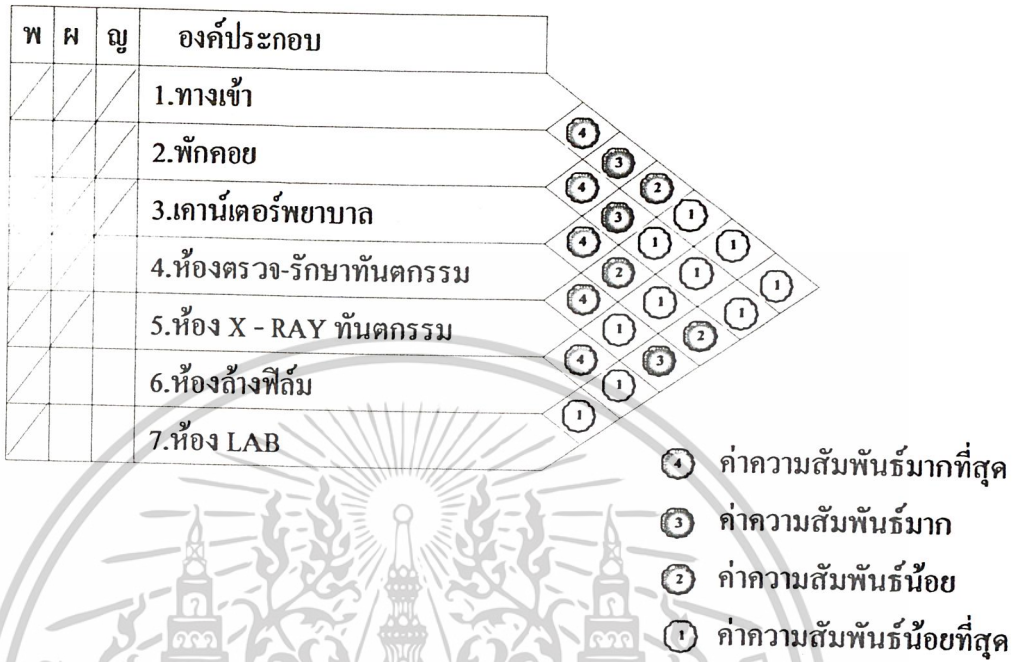 พ ผ ญ องค์ประกอบ
1.ทางเข้า
4
2.พักคอย 3
4 2
3.เคาน์เตอร์พยาบาล 3 1
4 1 1
4.ห้องตรวจ-รักษาทันตกรรม 2 1 1
4 1 1
5.ห้อง X - RAY ทันตกรรม 1 2
4 3
6.ห้องล้างฟิล์ม 1
1
7.ห้อง LAB
4 ค่าความสัมพันธ์มากที่สุด
3 ค่าความสัมพันธ์มาก
2 ค่าความสัมพันธ์น้อย
1 ค่าความสัมพันธ์น้อยที่สุด